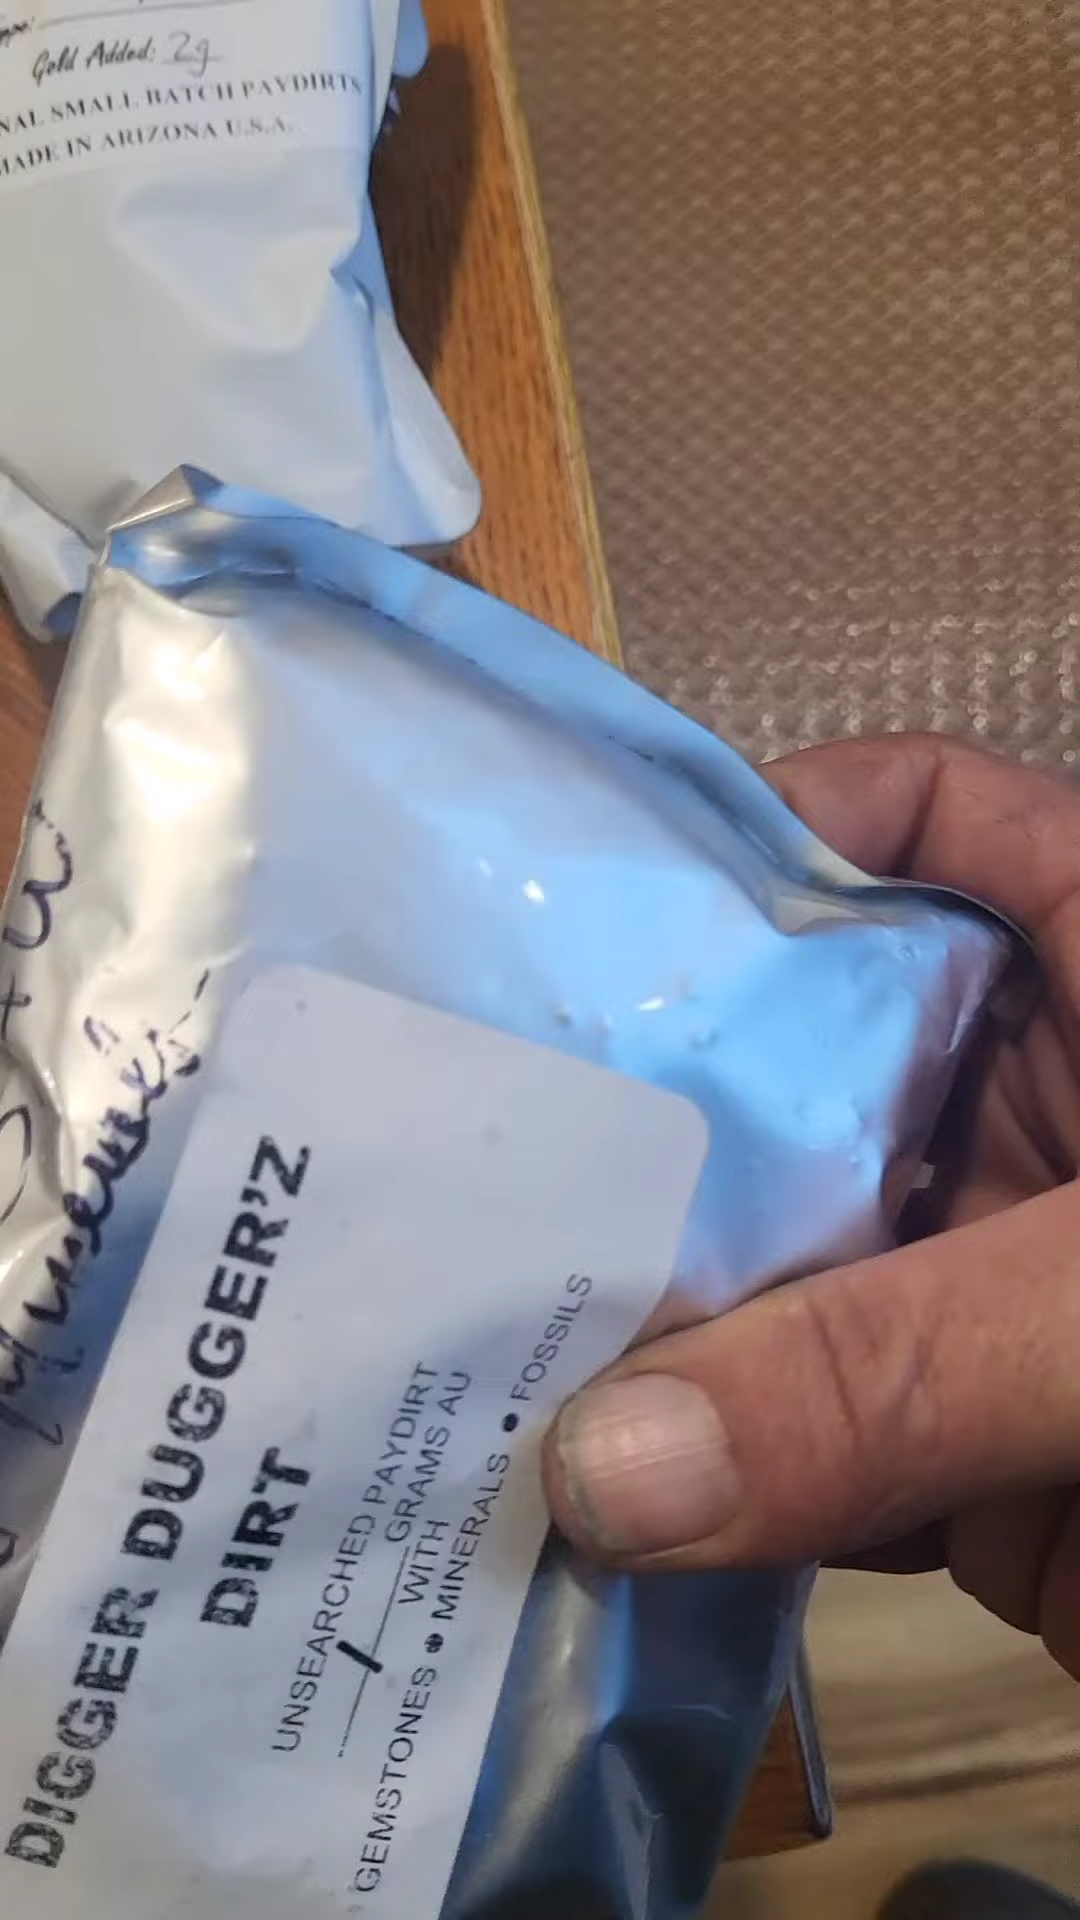 Gold Added: 2g
NAL SMALL BATCH PAYDIRTS
MADE IN ARIZONA U.S.A.
DIGGER DUGGER'Z
DIRT
UNSEARCHED PAYDIRT
1 GRAMS AU
WITH
GEMSTONES • MINERALS • FOSSILS